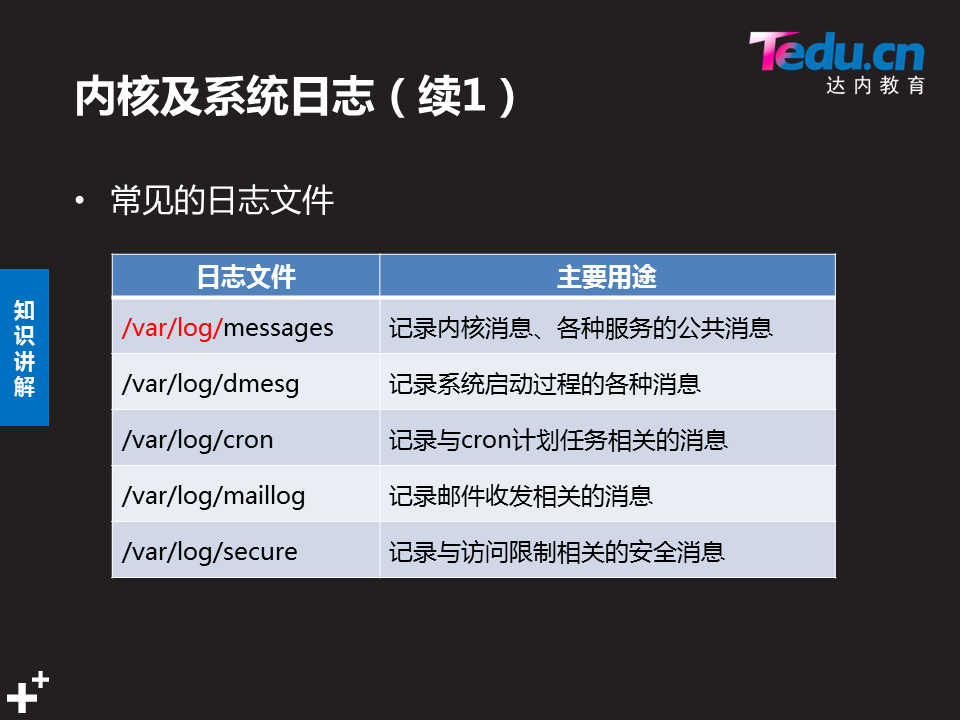 Tedu.cn
达内教育
内核及系统日志（续1）
• 常见的日志文件
知识讲解
日志文件 主要用途
/var/log/messages 记录内核消息、各种服务的公共消息
/var/log/dmesg 记录系统启动过程的各种消息
/var/log/cron 记录与cron计划任务相关的消息
/var/log/maillog 记录邮件收发相关的消息
/var/log/secure 记录与访问限制相关的安全消息